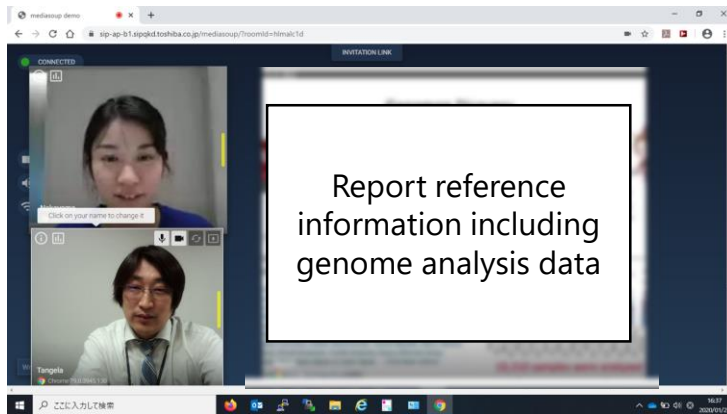 mediasoup demo
sip-ap-b1.sipqkd.toshiba.co.jp/mediasoup/?roomId=hlmalc1d
INVITATION LINK
CONNECTED
Click on your name to change it
Report reference
information including
genome analysis data
Tangela
ここに入力して検索
16:37